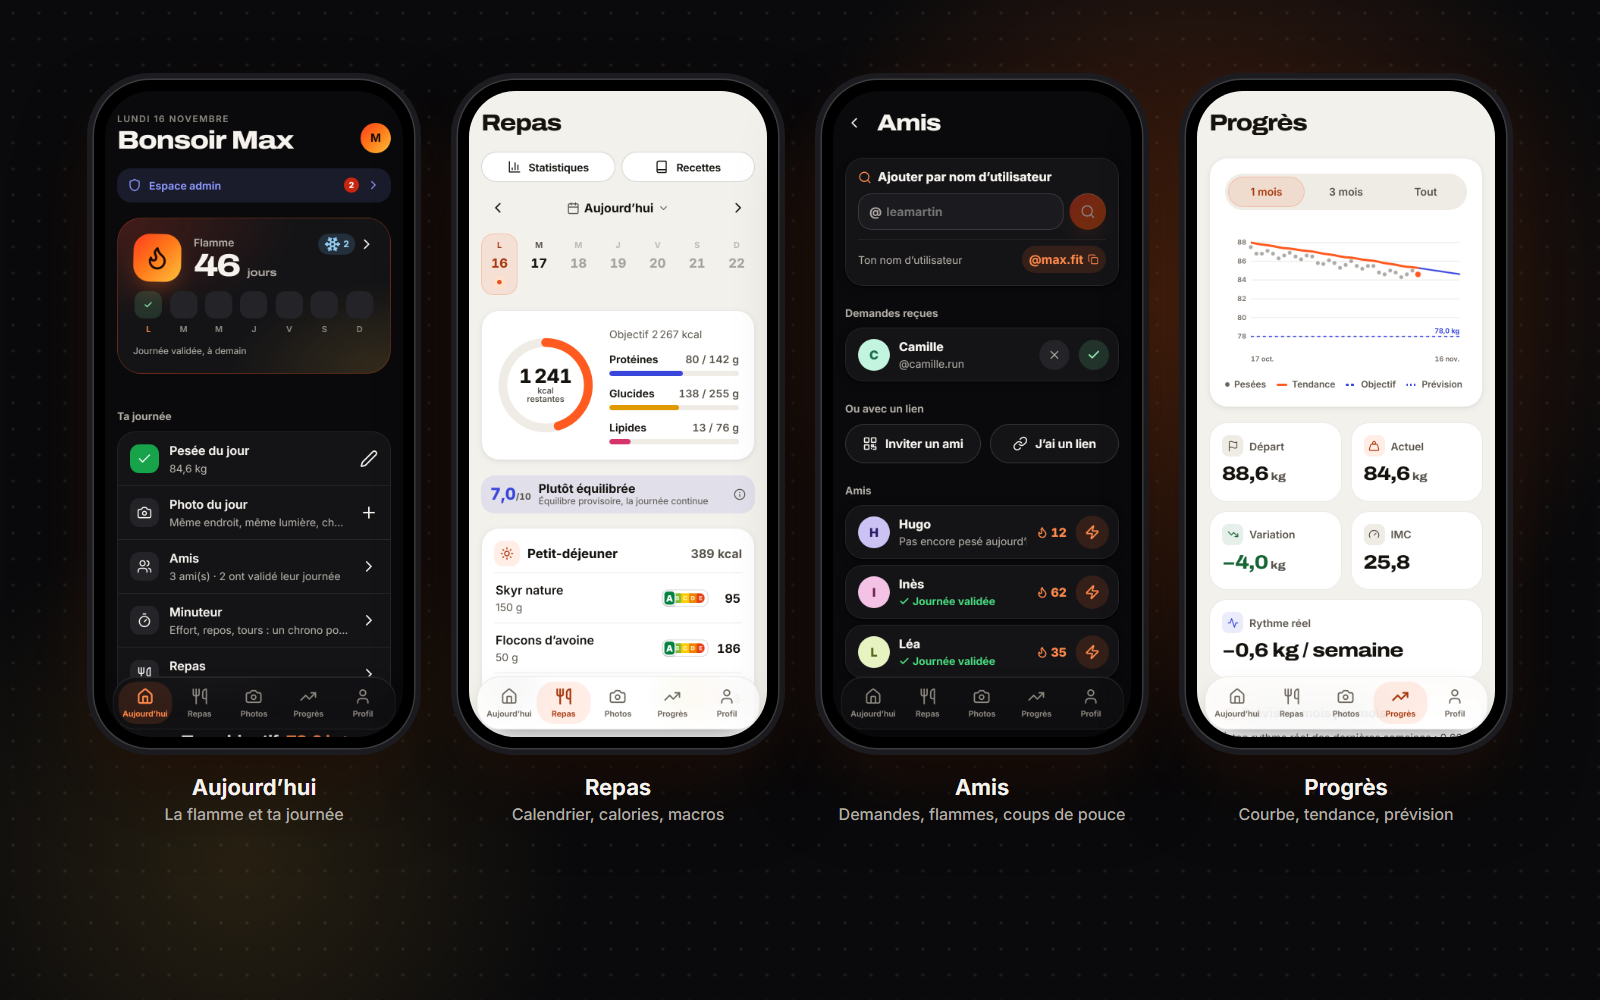 LUNDI 16 NOVEMBRE
Bonsoir Max
M
Espace admin
2
Flamme
46 jours
2
L M M J V S D
Journée validée, à demain
Ta journée
Pesée du jour
84,6 kg
Photo du jour
Même endroit, même lumière, ch...
Amis
3 ami(s) · 2 ont validé leur journée
Minuteur
Effort, repos, tours : un chrono po...
Repas
Aujourd'hui Repas Photos Progrès Profil
Aujourd'hui
La flamme et ta journée
Repas
Statistiques
Recettes
Aujourd'hui
L M M J V S D
16 17 18 19 20 21 22
1 241
kcal
restantes
Objectif 2 267 kcal
Protéines 80 / 142 g
Glucides 138 / 255 g
Lipides 13 / 76 g
7,0/10
Plutôt équilibrée
Équilibre provisoire, la journée continue
Petit-déjeuner 389 kcal
Skyr nature
150 g
A B C D E
95
Flocons d'avoine
50 g
A B C D E
186
Aujourd'hui Repas Photos Progrès Profil
Repas
Calendrier, calories, macros
Amis
Ajouter par nom d'utilisateur
@ leamartin
Ton nom d'utilisateur
@max.fit
Demandes reçues
C
Camille
@camille.run
Ou avec un lien
Inviter un ami
J'ai un lien
Amis
H
Hugo
Pas encore pesé aujourd'
12
I
Inès
Journée validée
62
L
Léa
Journée validée
35
Aujourd'hui Repas Photos Progrès Profil
Amis
Demandes, flammes, coups de pouce
Progrès
1 mois 3 mois Tout
88
86
84
82
80
78
78,0 kg
17 oct. 16 nov.
Pesées Tendance Objectif Prévision
Départ
88,6 kg
Actuel
84,6 kg
Variation
−4,0 kg
IMC
25,8
Rythme réel
−0,6 kg / semaine
Aujourd'hui Repas Photos Progrès Profil
Progrès
Courbe, tendance, prévision